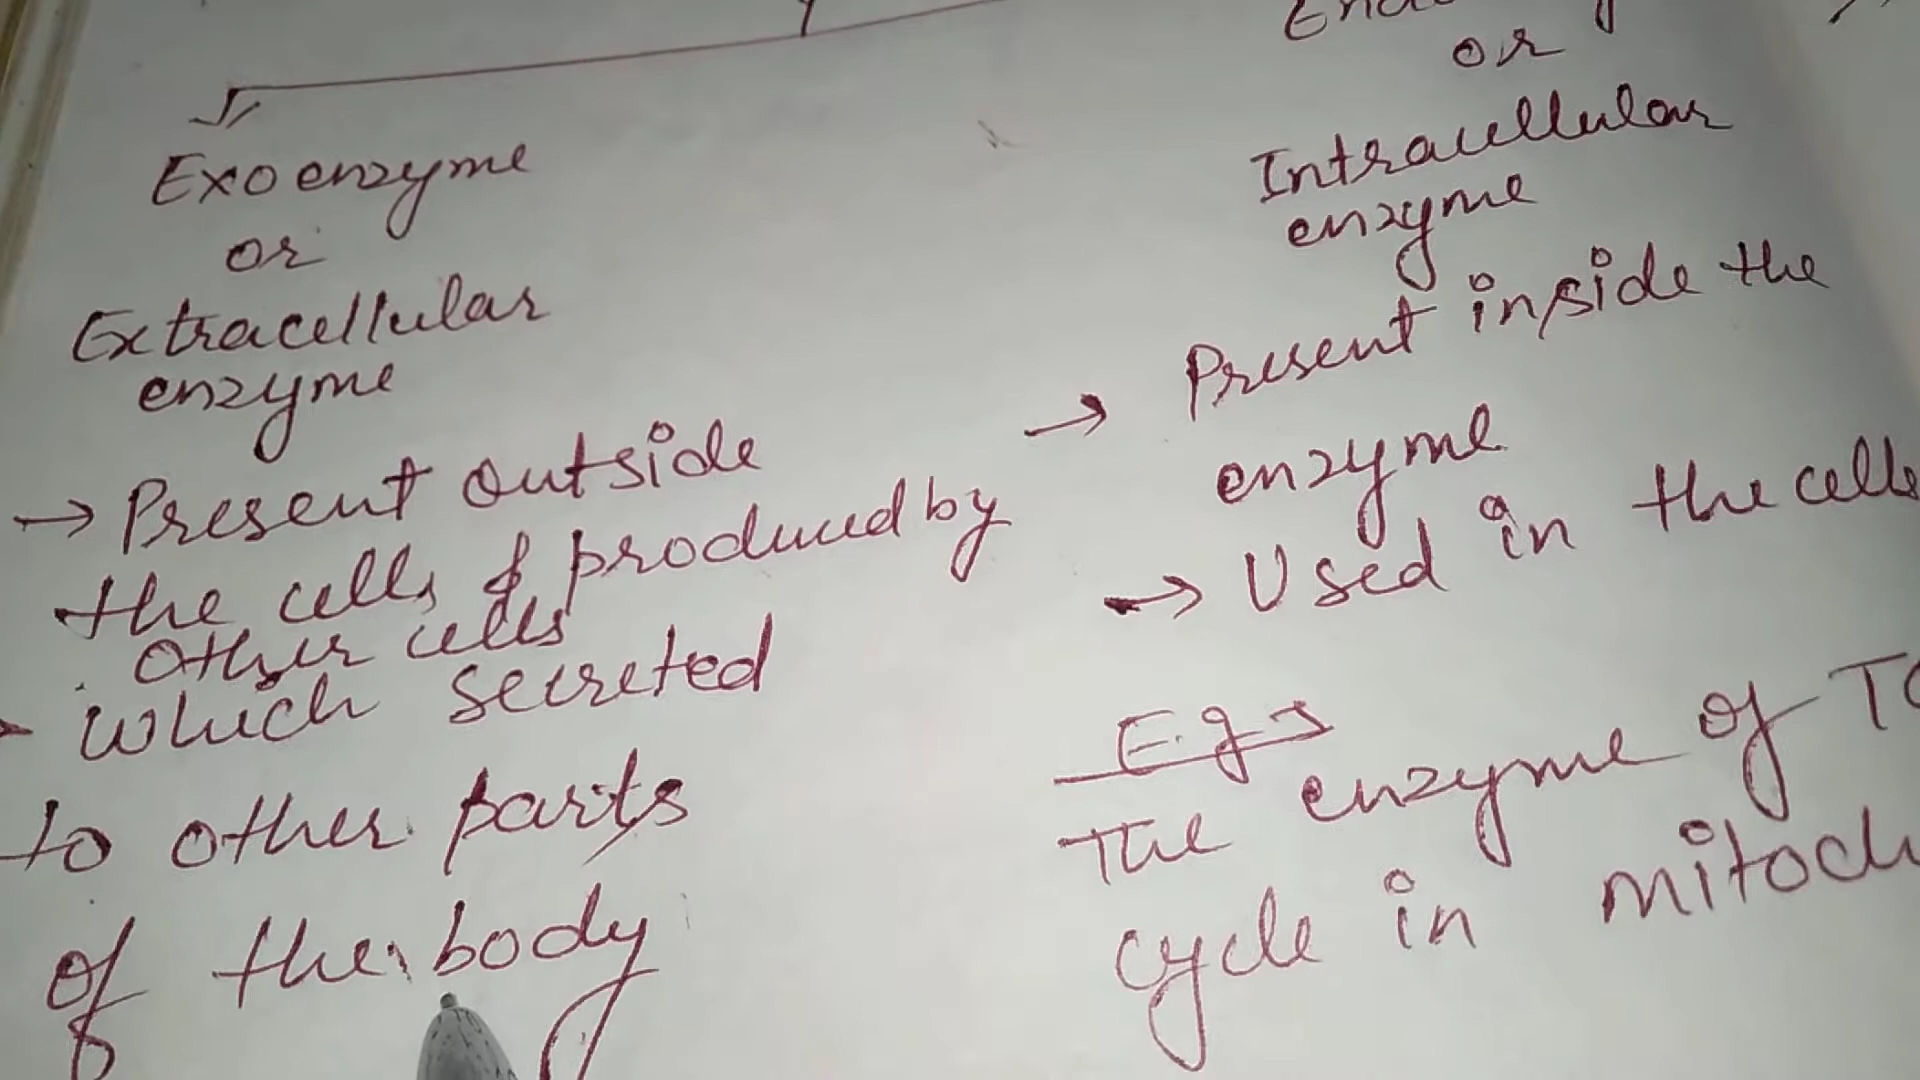 Exoenzyme
or
Extracellular
enzyme
→ Present outside
the cells & produced by
other cells
which secreted
to other parts
of the body
or
Intracellular
enzyme
→ Present inside the
enzyme
→ Used in the cells
E.gs
The enzyme of
cycle in